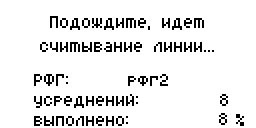 Подождите, идет
считывание линии...
РФГ: РФГ2
усреднений: 8
выполнено: 8 %